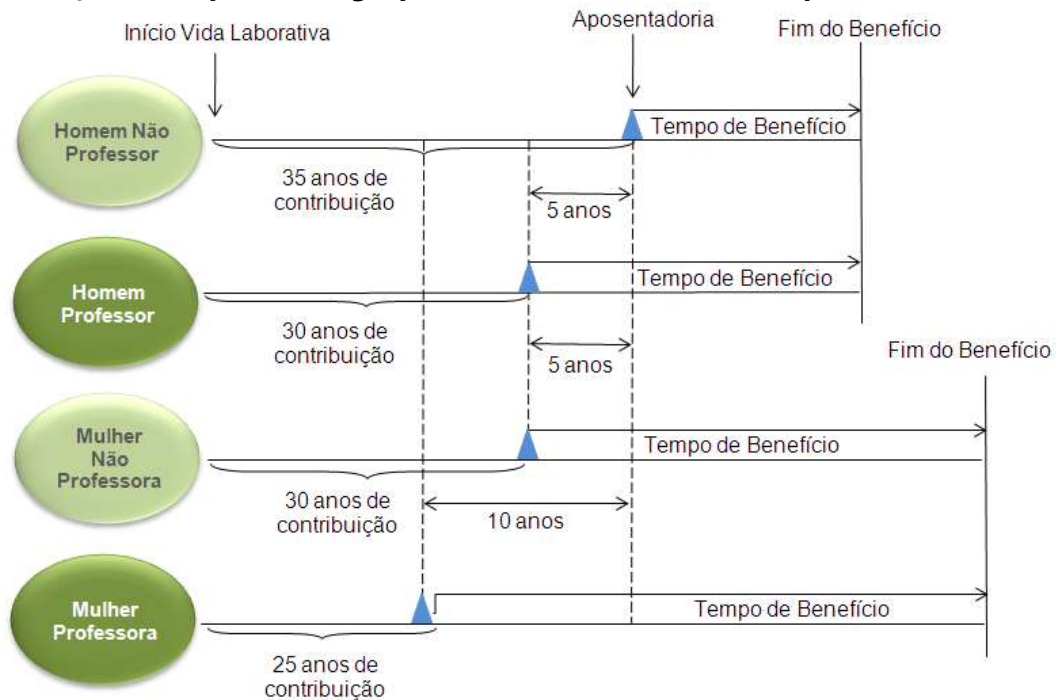 Início Vida Laborativa
Aposentadoria
Fim do Benefício
Homem Não
Professor
Tempo de Benefício
35 anos de
contribuição
5 anos
Homem
Professor
Tempo de Benefício
30 anos de
contribuição
5 anos
Fim do Benefício
Mulher
Não
Professora
Tempo de Benefício
30 anos de
contribuição
10 anos
Mulher
Professora
Tempo de Benefício
25 anos de
contribuição